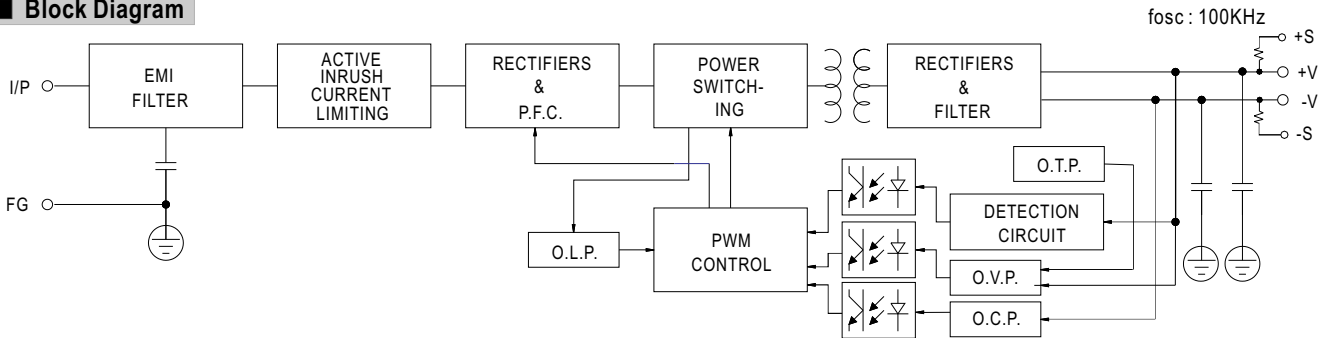 Block Diagram
fosc : 100KHz
I/P
EMI
FILTER
ACTIVE
INRUSH
CURRENT
LIMITING
RECTIFIERS
&
P.F.C.
POWER
SWITCH-
ING
RECTIFIERS
&
FILTER
+S
+V
-V
-S
FG
O.L.P.
PWM
CONTROL
O.T.P.
DETECTION
CIRCUIT
O.V.P.
O.C.P.